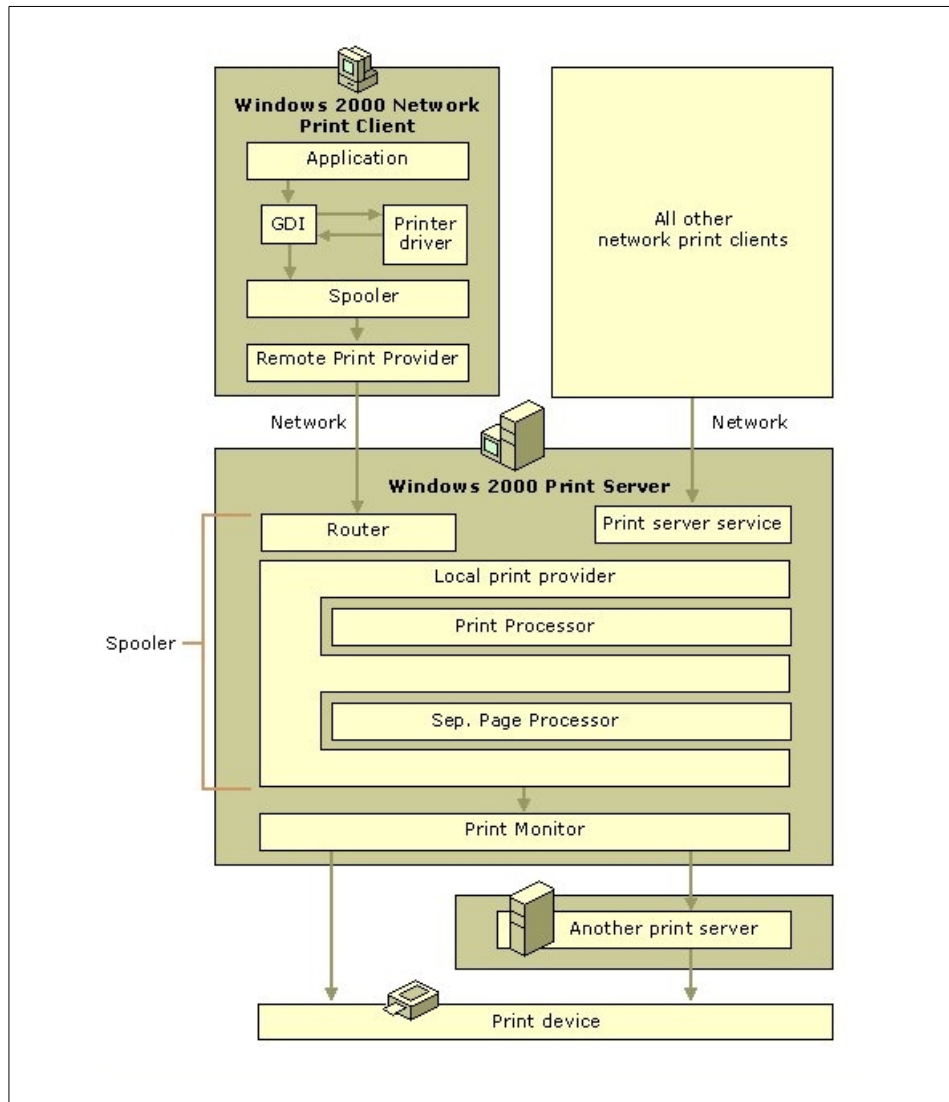 Windows 2000 Network
Print Client
Application
GDI
Printer
driver
Spooler
Remote Print Provider
All other
network print clients
Network
Network
Windows 2000 Print Server
Router
Print server service
Local print provider
Print Processor
Spooler
Sep. Page Processor
Print Monitor
Another print server
Print device